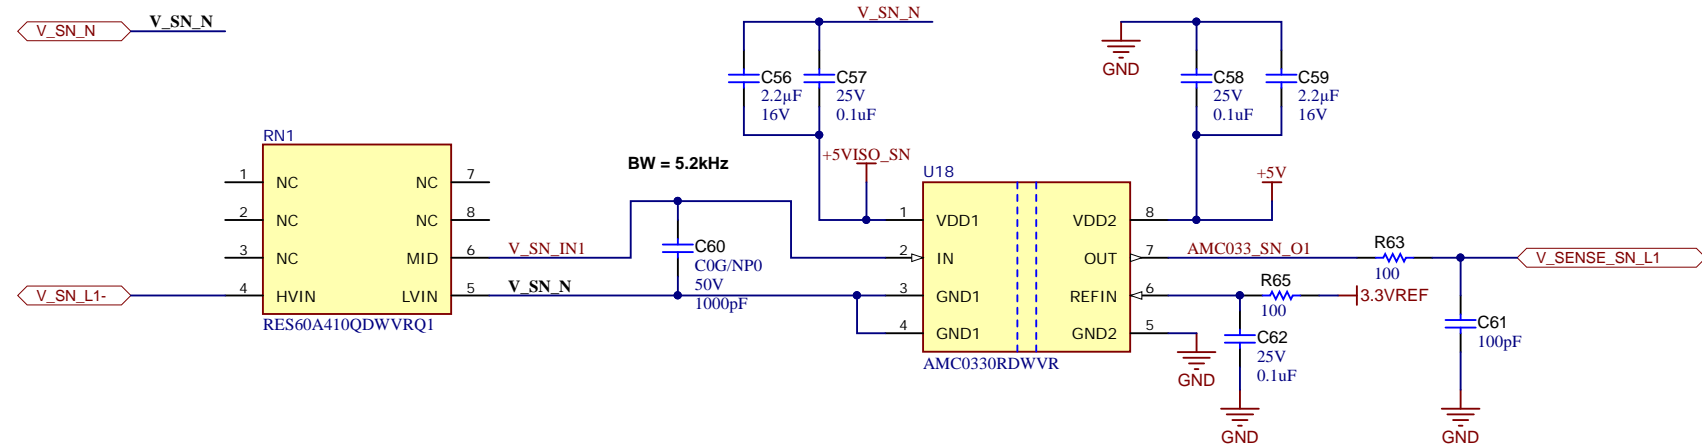 V_SN_N
V_SN_N
V_SN_N
C56
2.2µF
16V
C57
25V
0.1uF
GND
C58
25V
0.1uF
C59
2.2µF
16V
RN1
1
NC
NC
7
2
NC
NC
8
3
NC
MID
6
4
HVIN
LVIN
5
RES60A410QDWVRQ1
V_SN_L1-
V_SN_IN1
V_SN_N
BW = 5.2kHz
C60
C0G/NP0
50V
1000pF
+5VISO_SN
U18
1
VDD1
VDD2
8
2
IN
OUT
7
3
GND1
REFIN
6
4
GND1
GND2
5
AMC0330RDWVR
+5V
AMC033_SN_O1
R63
100
V_SENSE_SN_L1
R65
100
3.3VREF
GND
C62
25V
0.1uF
GND
C61
100pF
GND